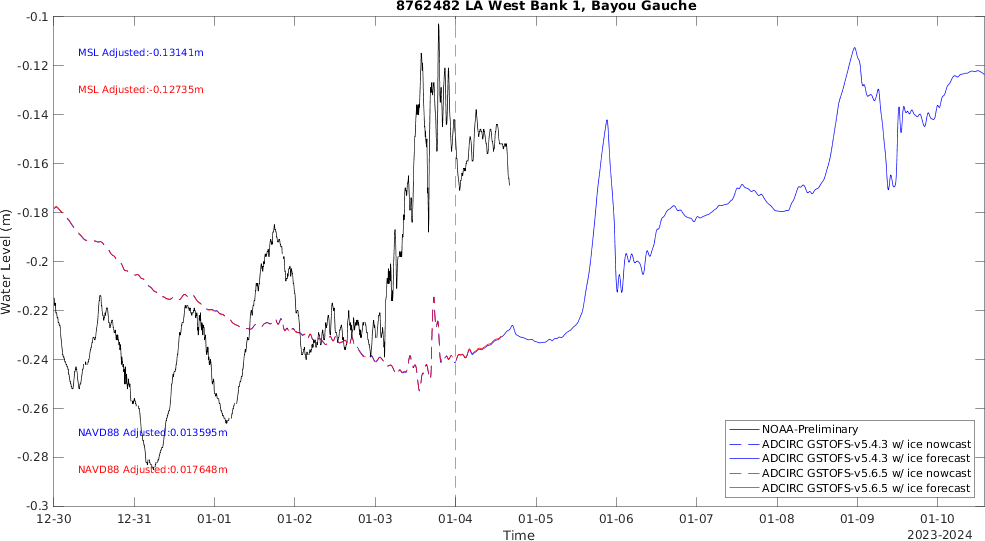 8762482 LA West Bank 1, Bayou Gauche
Water Level (m)
-0.1
-0.12
-0.14
-0.16
-0.18
-0.2
-0.22
-0.24
-0.26
-0.28
-0.3
MSL Adjusted:-0.13141m
MSL Adjusted:-0.12735m
NAVD88 Adjusted:0.013595m
NAVD88 Adjusted:0.017648m
NOAA-Preliminary
ADCIRC GSTOFS-v5.4.3 w/ ice nowcast
ADCIRC GSTOFS-v5.4.3 w/ ice forecast
ADCIRC GSTOFS-v5.6.5 w/ ice nowcast
ADCIRC GSTOFS-v5.6.5 w/ ice forecast
12-30 12-31 01-01 01-02 01-03 01-04 01-05 01-06 01-07 01-08 01-09 01-10
Time
2023-2024